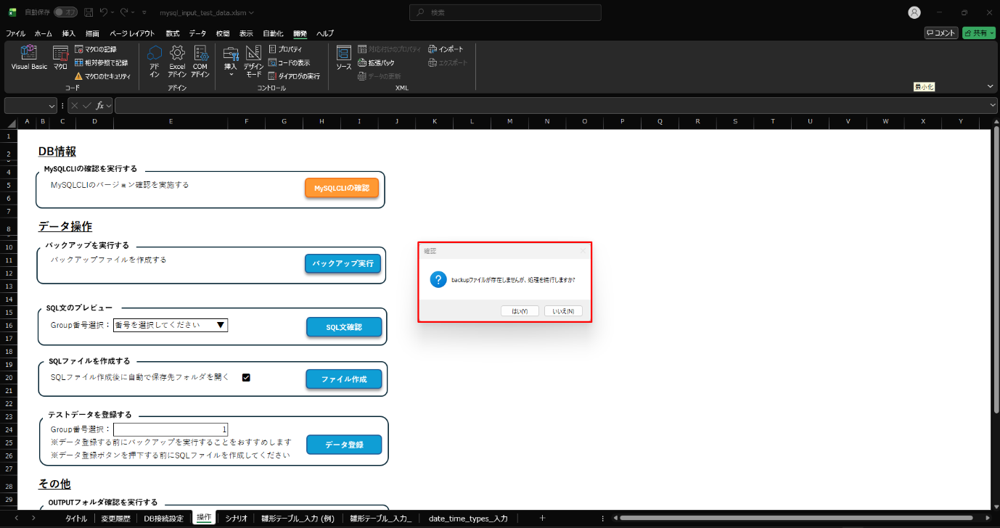 自動保存 オフ mysql_input_test_data.xlsm 検索
ファイル ホーム 挿入 描画 ページ レイアウト 数式 データ 校閲 表示 自動化 開発 ヘルプ コメント 共有
Visual Basic マクロ マクロの記録 相対参照で記録 マクロのセキュリティ
コード
アドイン Excel アドイン COM アドイン
アドイン
挿入 デザイン モード プロパティ コードの表示 ダイアログの実行
コントロール
ソース 対応付けのプロパティ 拡張パック データの更新 インポート エクスポート
XML
最小化
fx
A B C D E F G H I J K L M N O P Q R S T U V W X Y
1
2
4
5
6
7
8
10
11
12
13
14
15
16
17
18
19
20
21
22
23
24
25
26
27
28
29
DB情報
MySQLCLIの確認を実行する
MySQLCLIのバージョン確認を実施する
MySQLCLIの確認
データ操作
バックアップを実行する
バックアップファイルを作成する
バックアップ実行
SQL文のプレビュー
Group番号選択： 番号を選択してください ▼
SQL文確認
SQLファイルを作成する
SQLファイル作成後に自動で保存先フォルダを開く
ファイル作成
テストデータを登録する
Group番号選択： 1
※データ登録する前にバックアップを実行することをおすすめします
※データ登録ボタンを押下する前にSQLファイルを作成してください
データ登録
その他
OUTPUTフォルダ確認を実行する
確認
? backupファイルが存在しませんが、処理を続行しますか?
はい(Y) いいえ(N)
タイトル 変更履歴 DB接続設定 操作 シナリオ 雛形テーブル_入力 (例) 雛形テーブル_入力_ date_time_types_入力 +